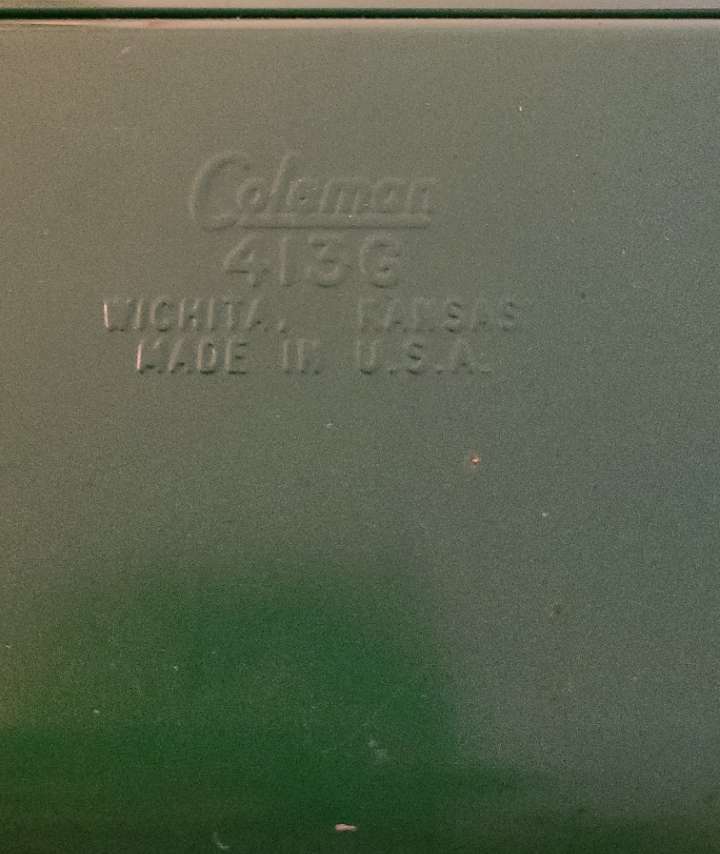 Coleman
413G
WICHITA, KANSAS
MADE IN U.S.A.